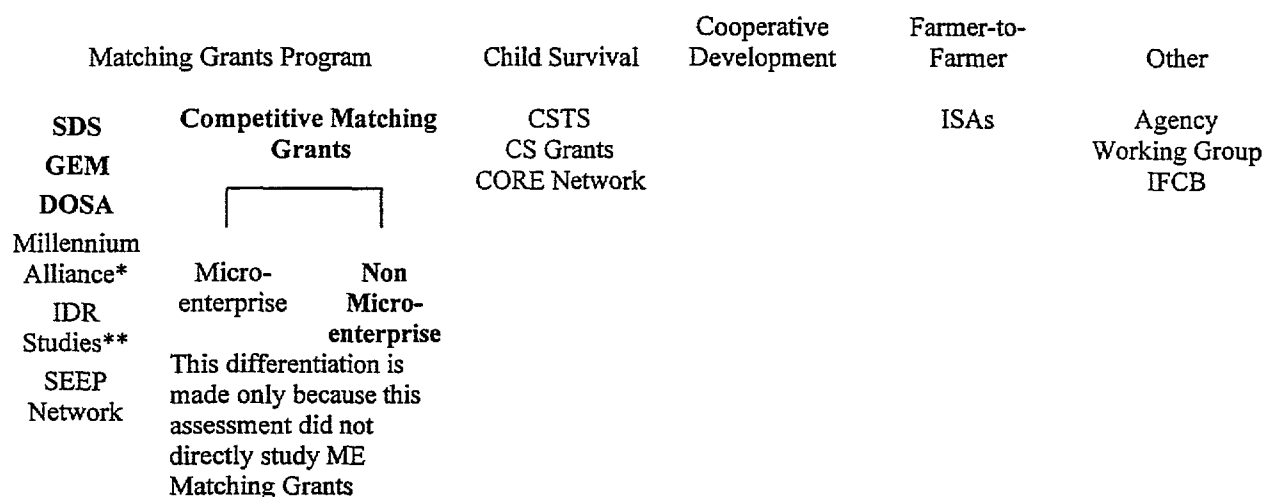 Matching Grants Program
Child Survival
Cooperative
Development
Farmer-to-
Farmer
Other
SDS
GEM
DOSA
Millennium
Alliance*
IDR
Studies**
SEEP
Network
Competitive Matching
Grants
Micro-
enterprise
Non
Micro-
enterprise
This differentiation is
made only because this
assessment did not
directly study ME
Matching Grants
CSTS
CS Grants
CORE Network
ISAs
Agency
Working Group
IFCB